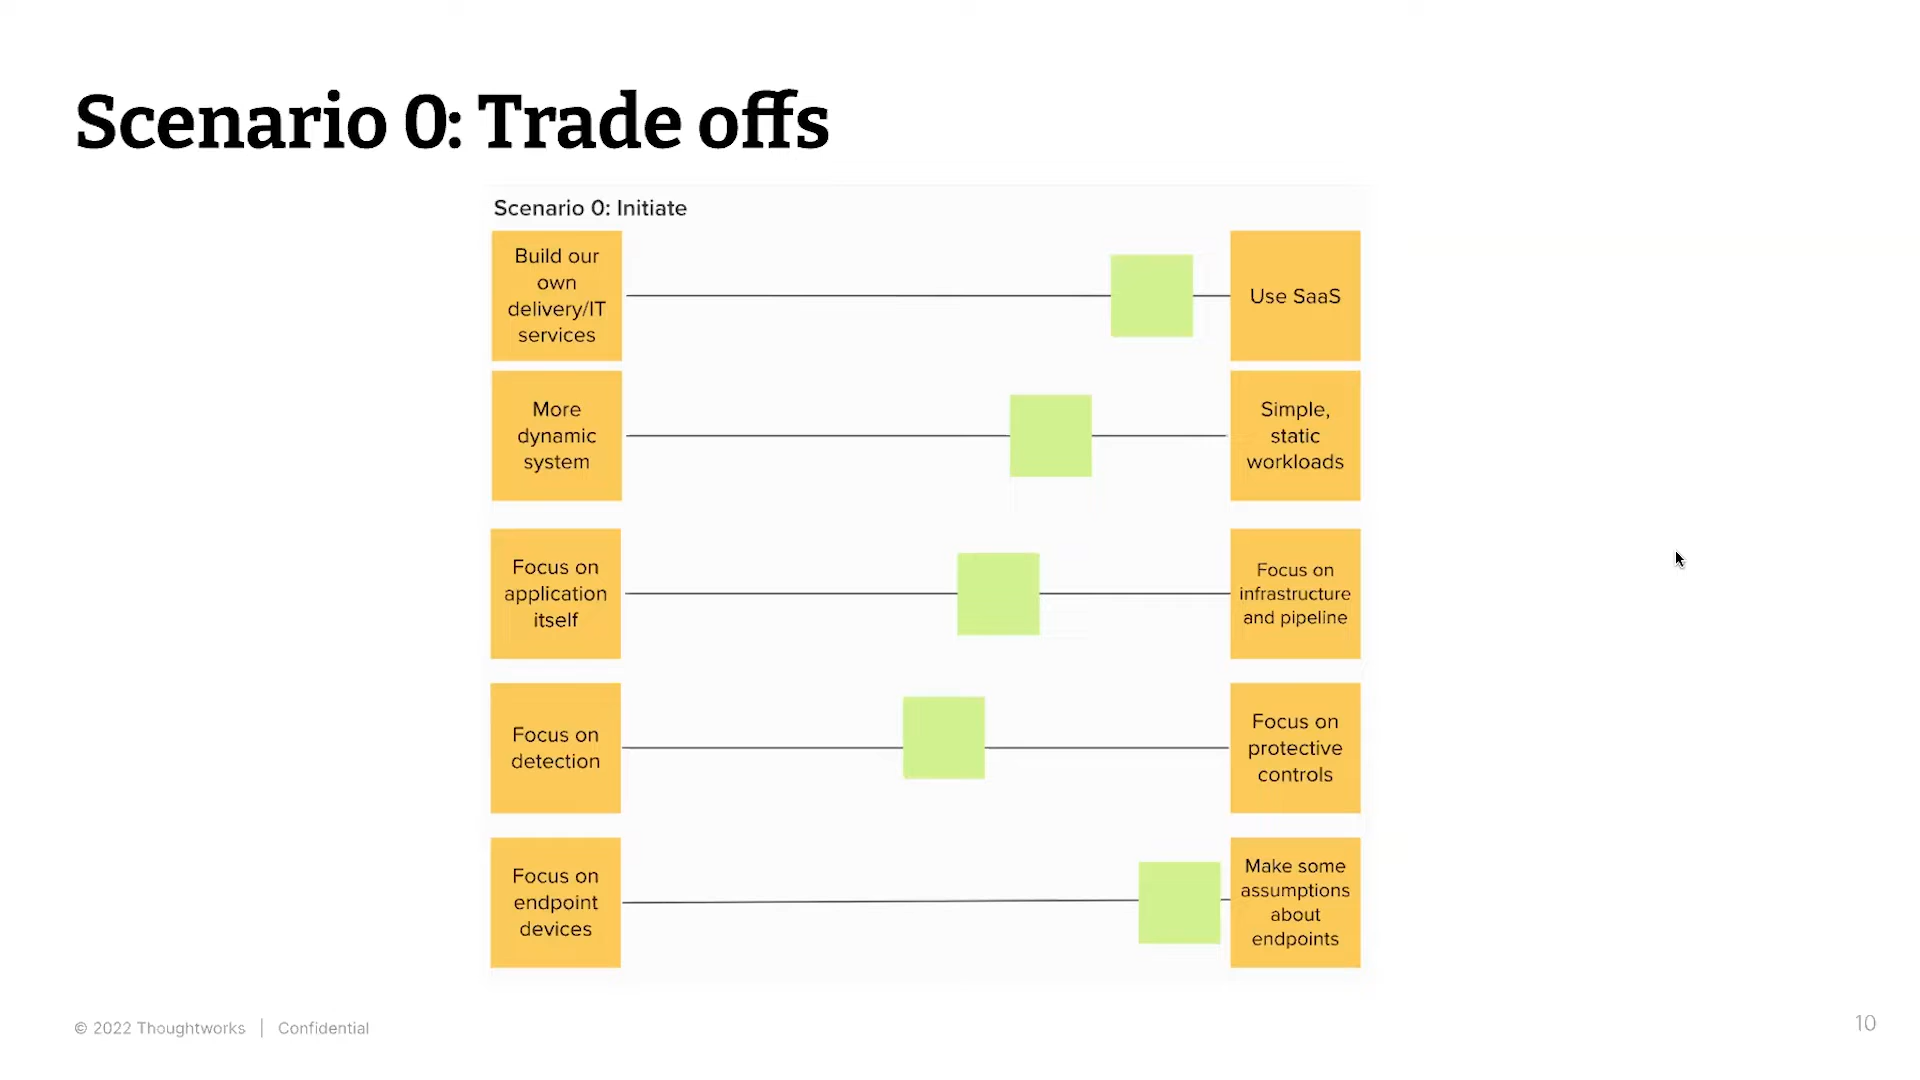 Scenario 0: Trade offs
Scenario 0: Initiate
Build our
own
delivery/IT
services
Use SaaS
More
dynamic
system
Simple,
static
workloads
Focus on
application
itself
Focus on
infrastructure
and pipeline
Focus on
detection
Focus on
protective
controls
Focus on
endpoint
devices
Make some
assumptions
about
endpoints
© 2022 Thoughtworks | Confidential
10